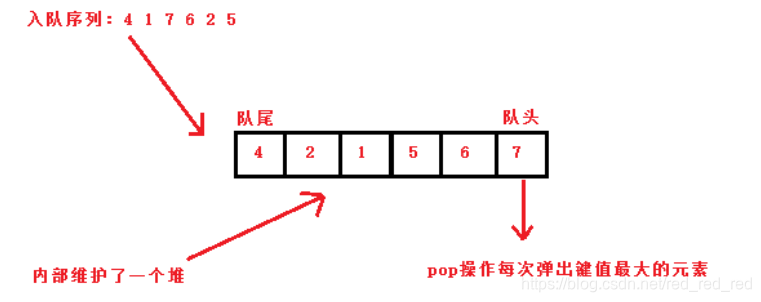 入队序列：4 1 7 6 2 5
队尾
队头
4 2 1 5 6 7
内部维护了一个堆
pop操作每次弹出键值最大的元素
https://blog.csdn.net/red_red_red